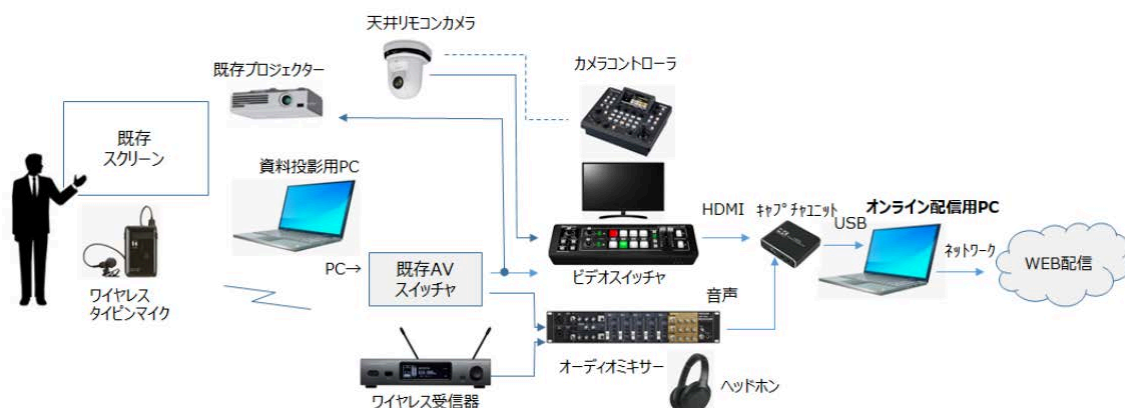 天井リモコンカメラ
既存プロジェクター
カメラコントローラ
既存
スクリーン
資料投影用PC
HDMI
ｷｬﾌﾟﾁｬﾕﾆｯﾄ
USB
オンライン配信用PC
ﾈｯﾄﾜｰｸ
WEB配信
PC→
既存AV
スイッチャ
ビデオスイッチャ
ワイヤレス
タイピンマイク
音声
オーディオミキサー
ヘッドホン
ワイヤレス受信器